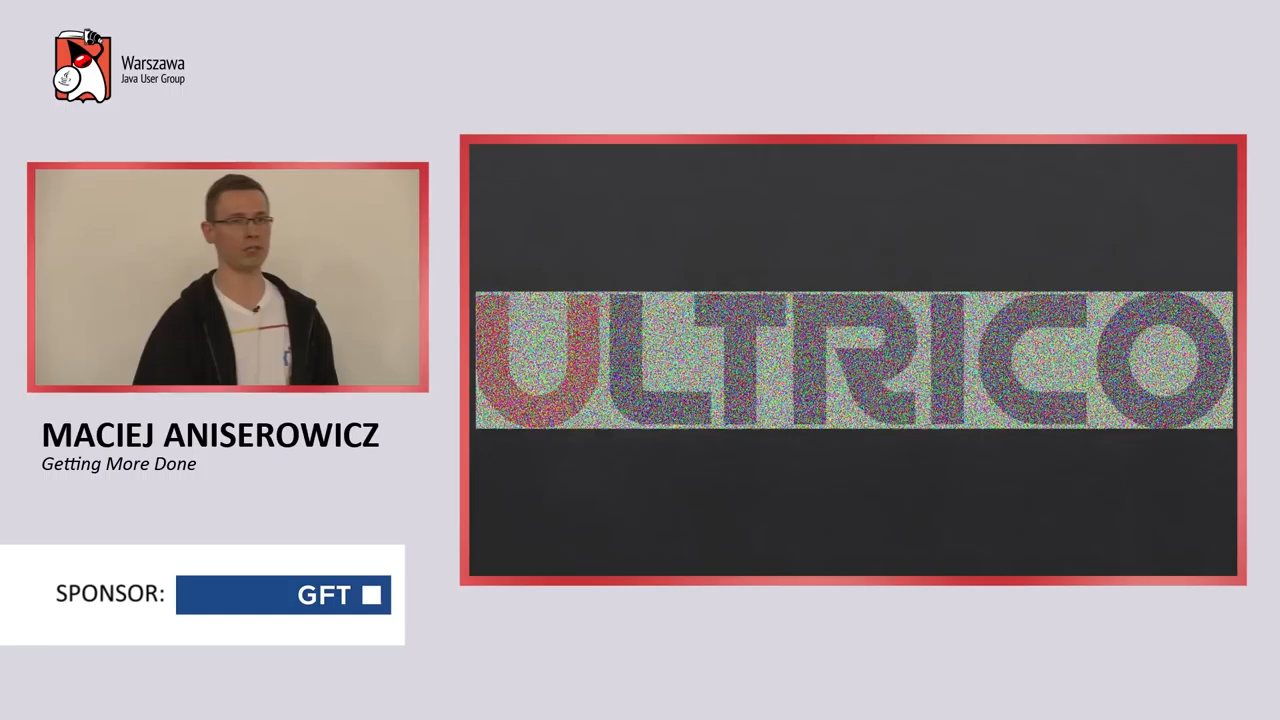 Warszawa
Java User Group
ULTRICO
MACIEJ ANISEROWICZ
Getting More Done
SPONSOR: GFT